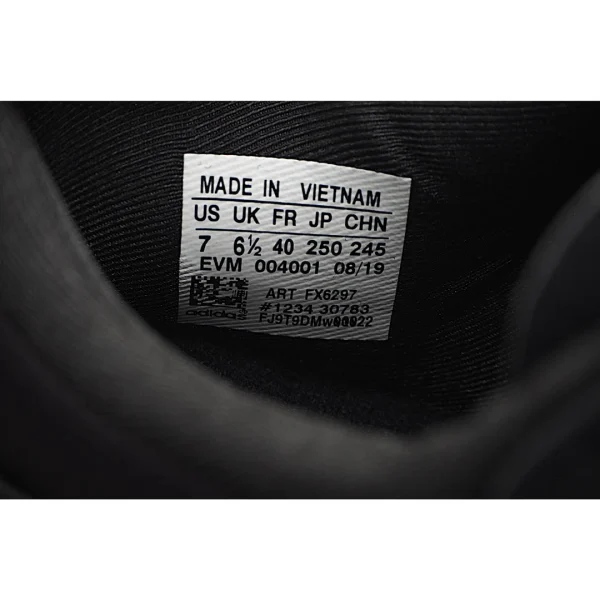 MADE IN VIETNAM
US UK FR JP CHN
7 6½ 40 250 245
EVM 004001 08/19
ART FX6297
#1234 30783
adidas